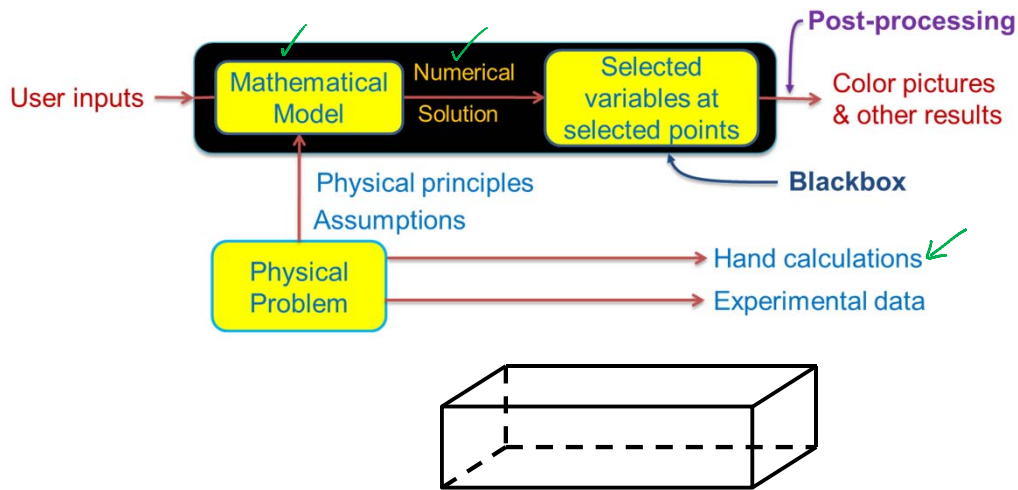 Post-processing
User inputs
Mathematical
Model
Numerical
Solution
Selected
variables at
selected points
Color pictures
& other results
Physical principles
Assumptions
Blackbox
Physical
Problem
Hand calculations
Experimental data